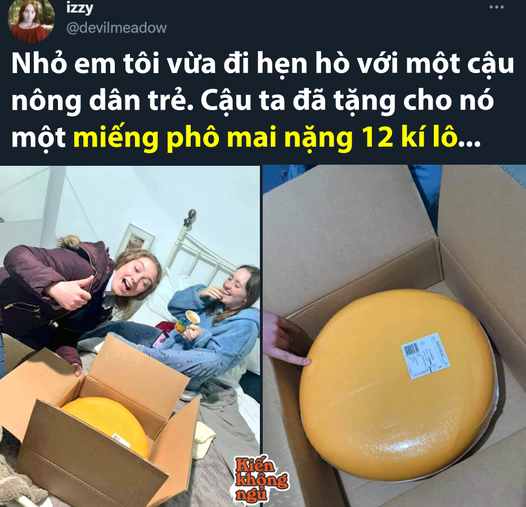 izzy
@devilmeadow
Nhỏ em tôi vừa đi hẹn hò với một cậu
nông dân trẻ. Cậu ta đã tặng cho nó
một miếng phô mai nặng 12 kí lô...
Kiến
không
ngủ